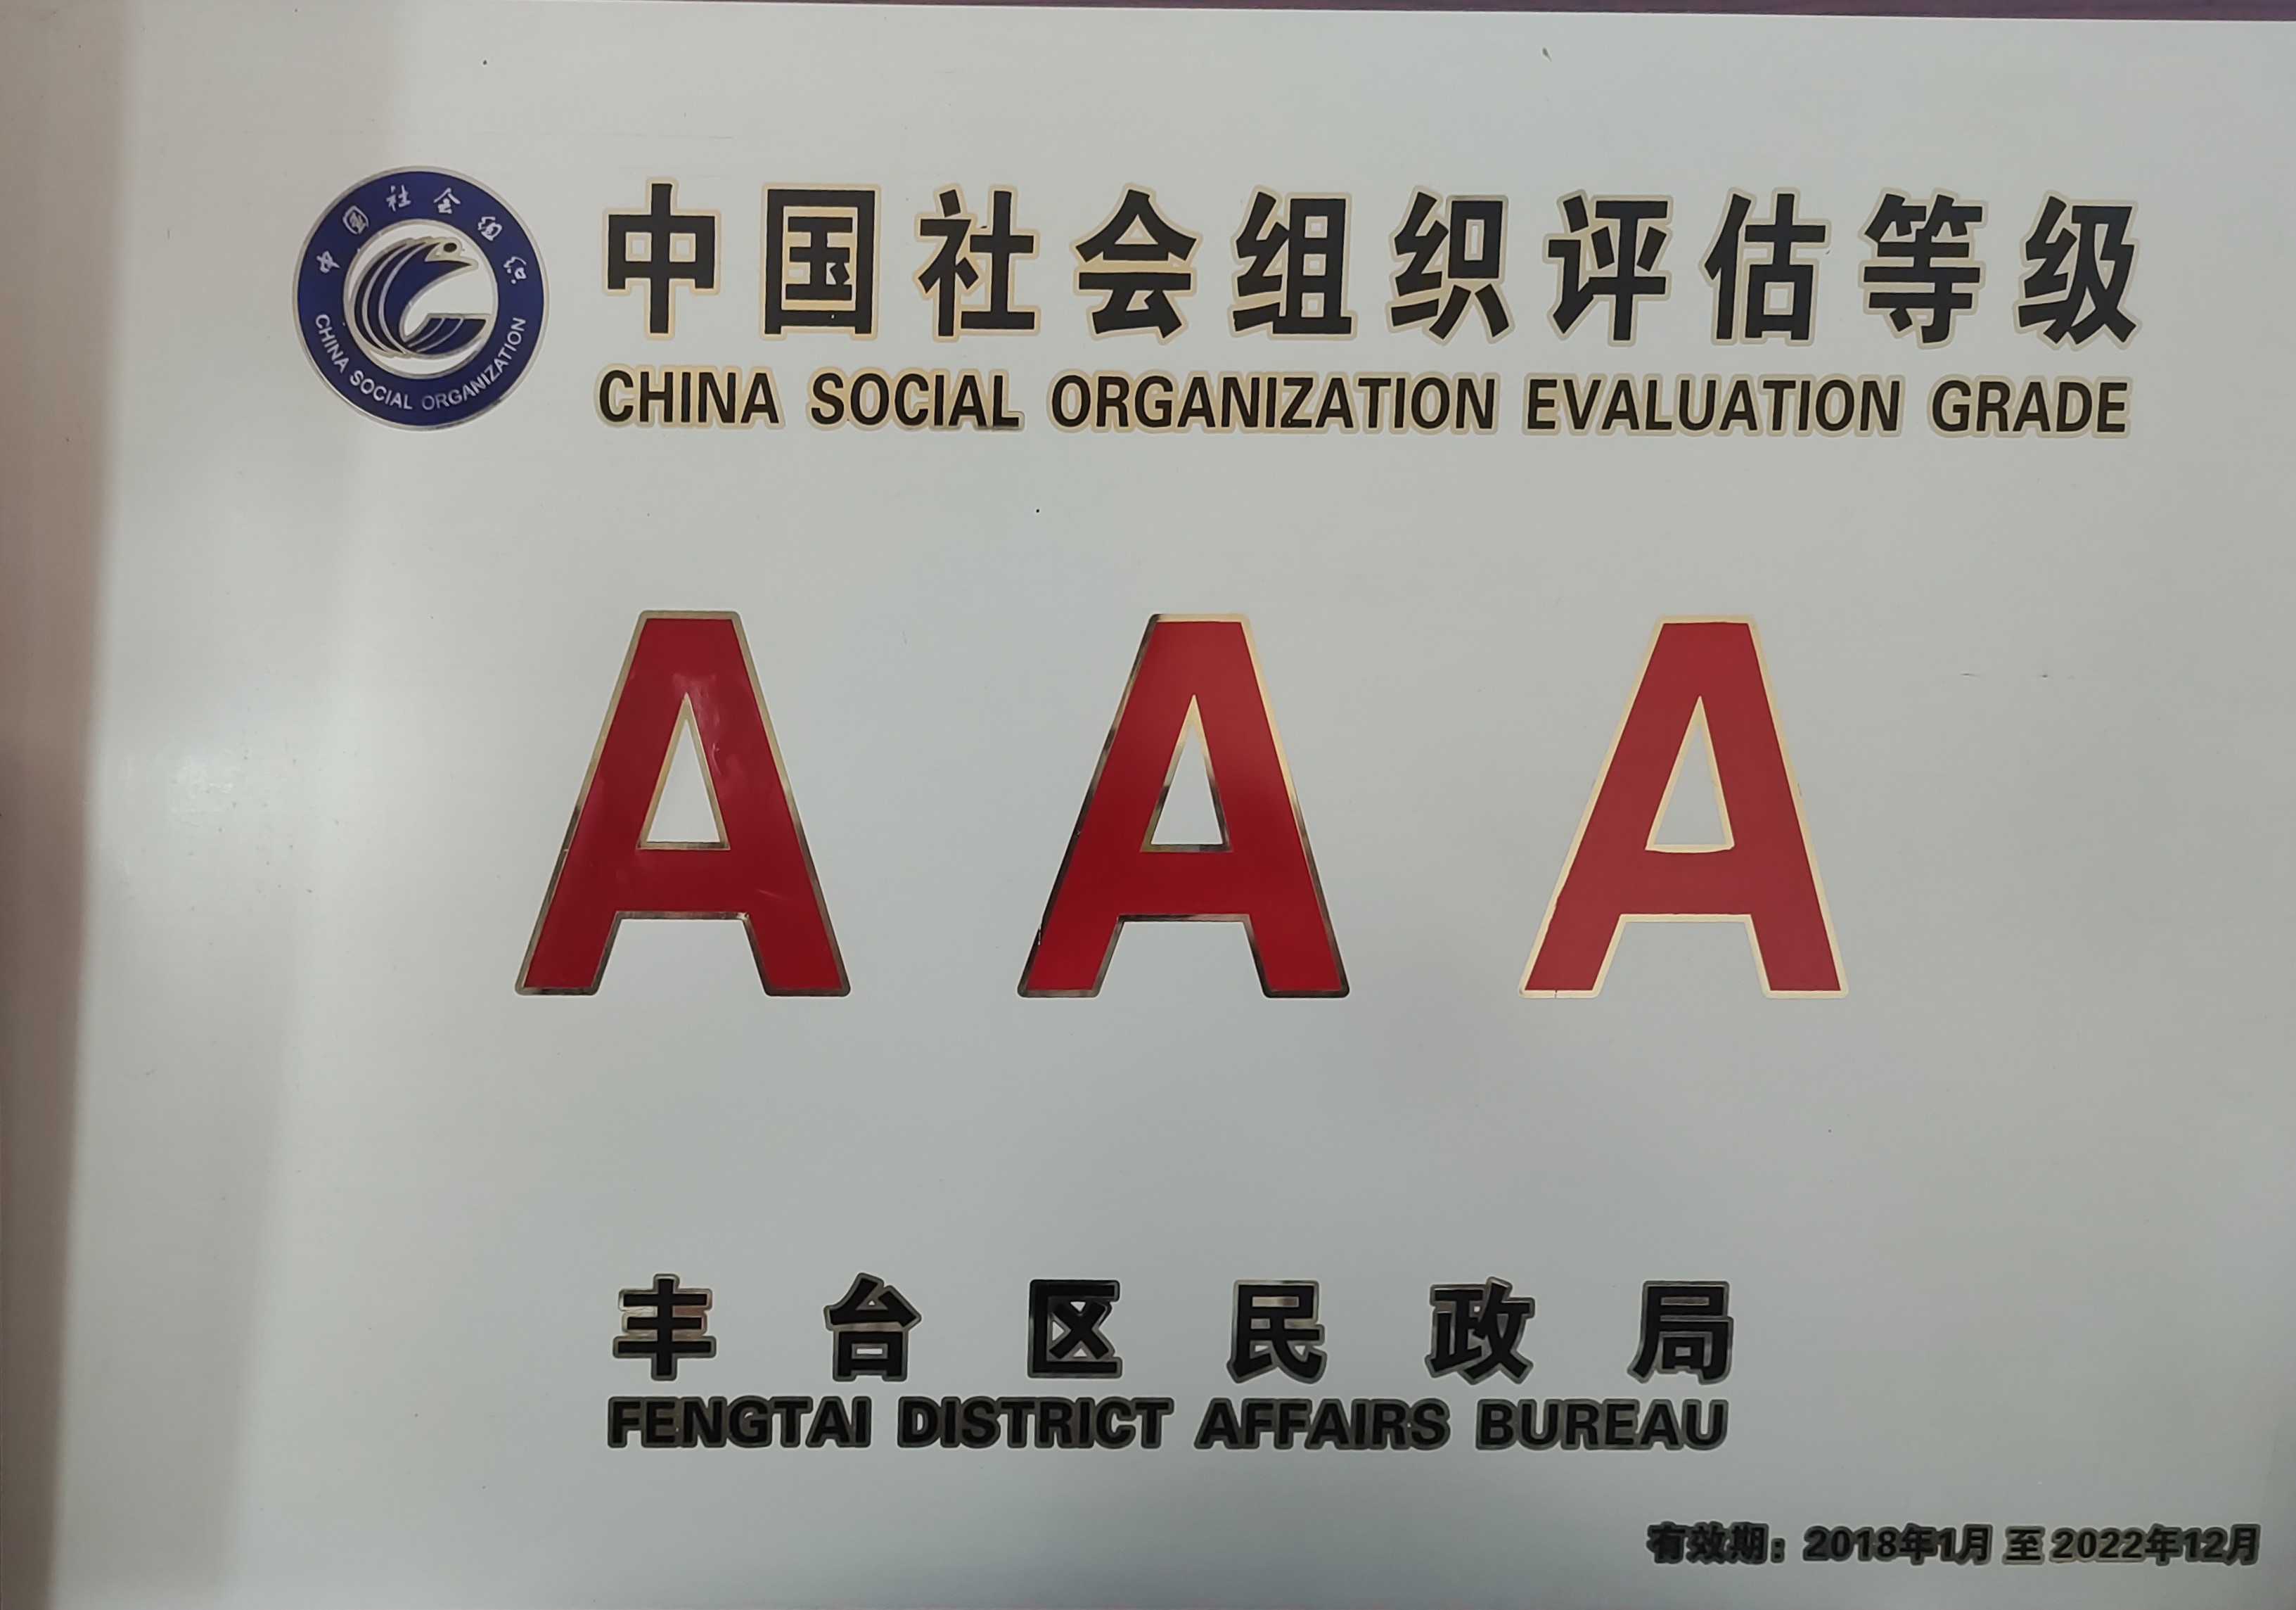 中国社会组织
CHINA SOCIAL ORGANIZATION
中国社会组织评估等级
CHINA SOCIAL ORGANIZATION EVALUATION GRADE
A A A
丰台区民政局
FENGTAI DISTRICT AFFAIRS BUREAU
有效期：2018年1月 至 2022年12月